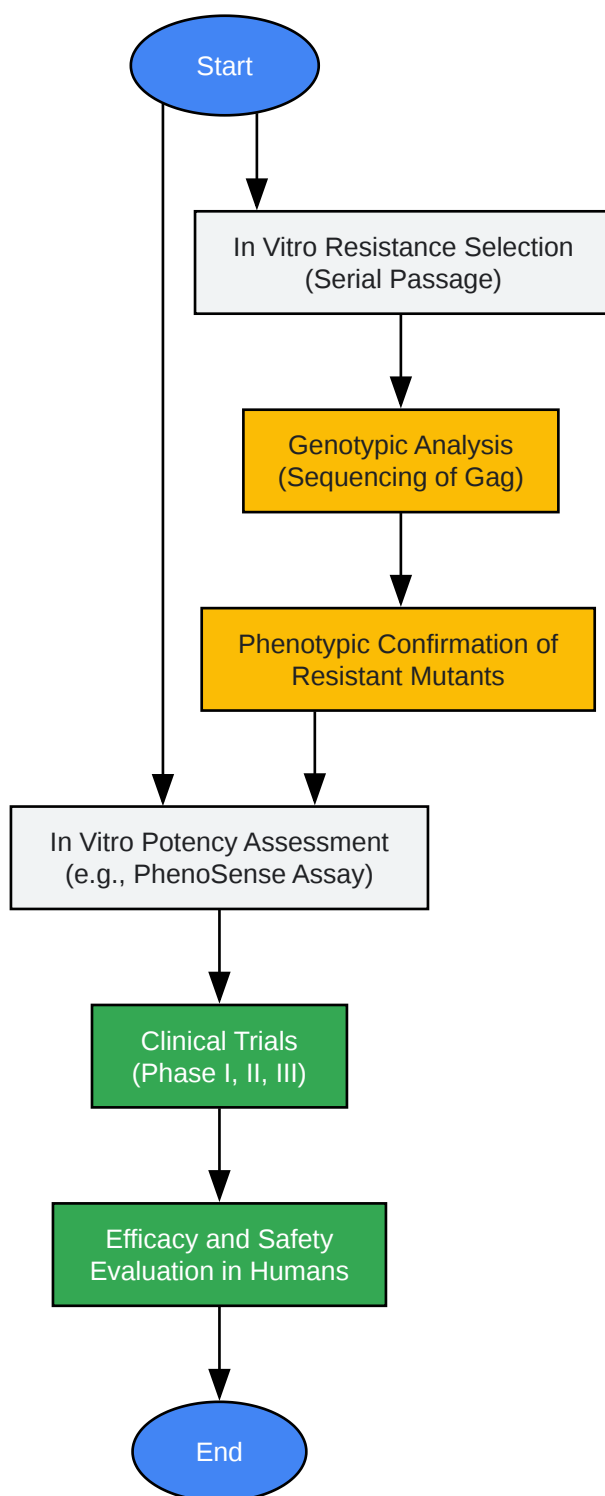 Start
In Vitro Resistance Selection
(Serial Passage)
Genotypic Analysis
(Sequencing of Gag)
Phenotypic Confirmation of
Resistant Mutants
In Vitro Potency Assessment
(e.g., PhenoSense Assay)
Clinical Trials
(Phase I, II, III)
Efficacy and Safety
Evaluation in Humans
End